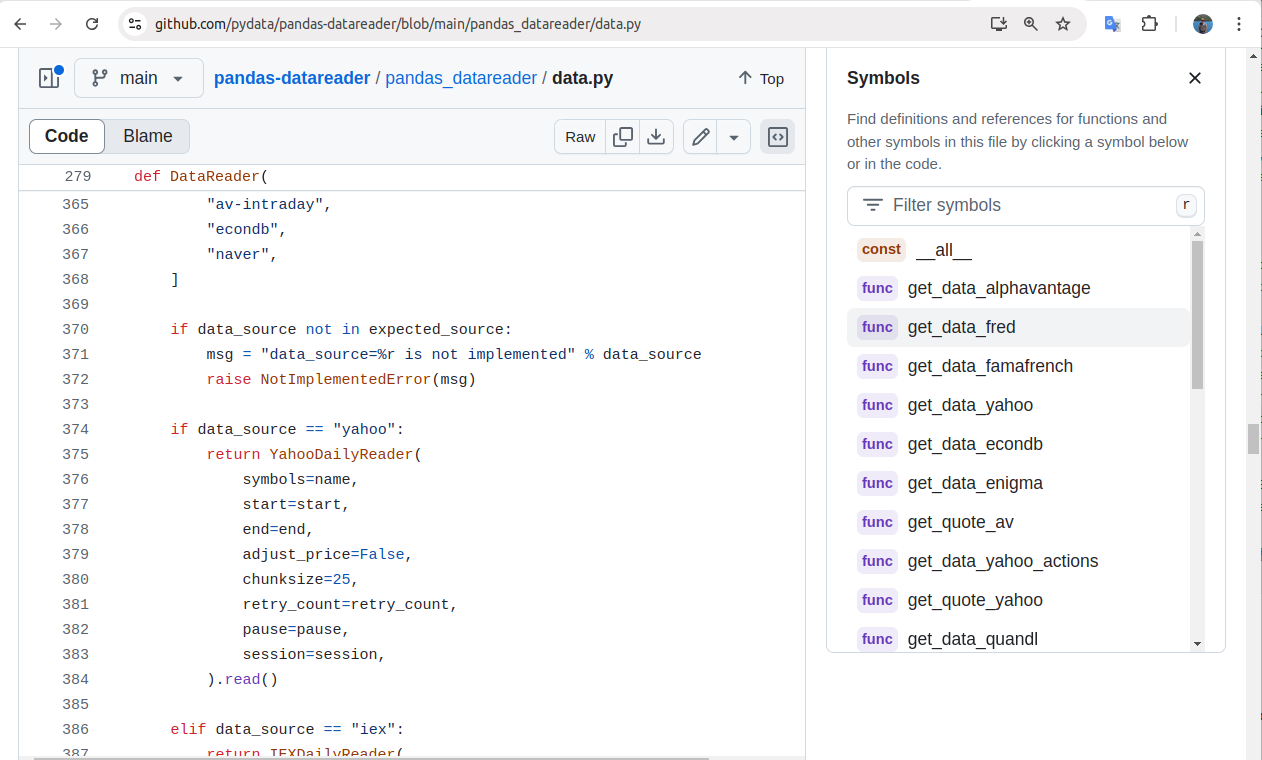 github.com/pydata/pandas-datareader/blob/main/pandas_datareader/data.py
main
pandas-datareader / pandas_datareader / data.py
Top
Code
Blame
Raw
279 def DataReader(
365 "av-intraday",
366 "econdb",
367 "naver",
368 ]
369
370 if data_source not in expected_source:
371 msg = "data_source=%r is not implemented" % data_source
372 raise NotImplementedError(msg)
373
374 if data_source == "yahoo":
375 return YahooDailyReader(
376 symbols=name,
377 start=start,
378 end=end,
379 adjust_price=False,
380 chunksize=25,
381 retry_count=retry_count,
382 pause=pause,
383 session=session,
384 ).read()
385
386 elif data_source == "iex":
387 return IEXDailyReader(
Symbols
Find definitions and references for functions and
other symbols in this file by clicking a symbol below
or in the code.
Filter symbols r
const __all__
func get_data_alphavantage
func get_data_fred
func get_data_famafrench
func get_data_yahoo
func get_data_econdb
func get_data_enigma
func get_quote_av
func get_data_yahoo_actions
func get_quote_yahoo
func get_data_quandl